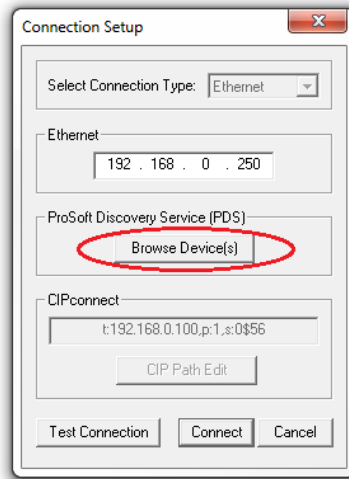 Connection Setup
Select Connection Type: Ethernet
Ethernet
192 . 168 . 0 . 250
ProSoft Discovery Service (PDS)
Browse Device(s)
CIPconnect
t:192.168.0.100,p:1,s:0$56
CIP Path Edit
Test Connection Connect Cancel